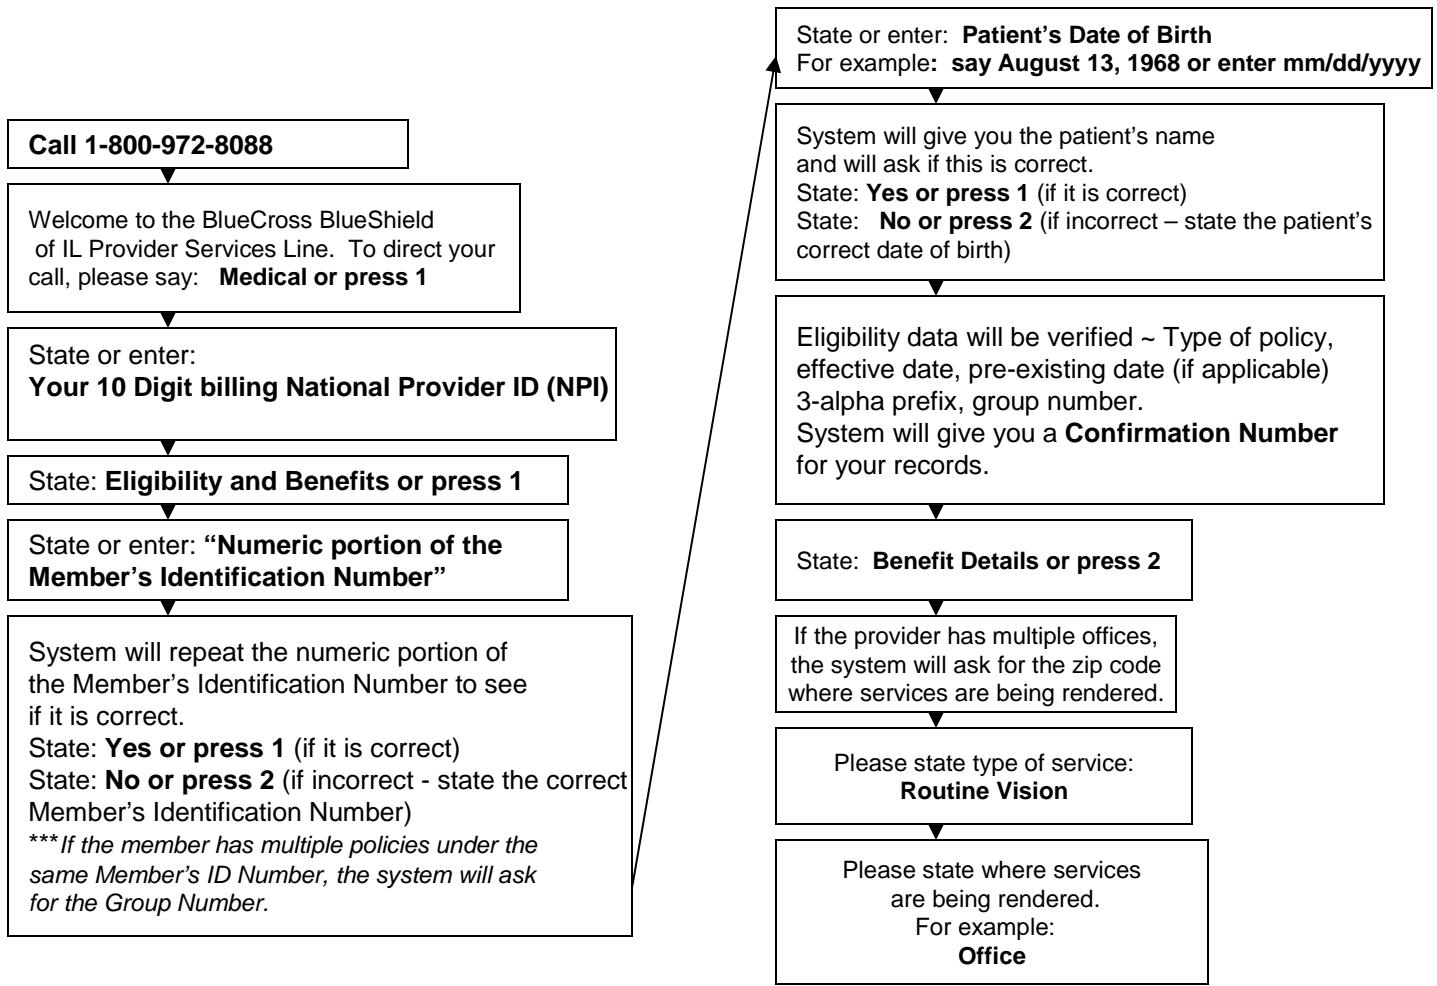 Call 1-800-972-8088
Welcome to the BlueCross BlueShield
of IL Provider Services Line. To direct your
call, please say: Medical or press 1
State or enter:
Your 10 Digit billing National Provider ID (NPI)
State: Eligibility and Benefits or press 1
State or enter: “Numeric portion of the
Member’s Identification Number”
System will repeat the numeric portion of
the Member’s Identification Number to see
if it is correct.
State: Yes or press 1 (if it is correct)
State: No or press 2 (if incorrect - state the correct
Member’s Identification Number)
***If the member has multiple policies under the
same Member’s ID Number, the system will ask
for the Group Number.
State or enter: Patient’s Date of Birth
For example: say August 13, 1968 or enter mm/dd/yyyy
System will give you the patient’s name
and will ask if this is correct.
State: Yes or press 1 (if it is correct)
State: No or press 2 (if incorrect – state the patient’s
correct date of birth)
Eligibility data will be verified ~ Type of policy,
effective date, pre-existing date (if applicable)
3-alpha prefix, group number.
System will give you a Confirmation Number
for your records.
State: Benefit Details or press 2
If the provider has multiple offices,
the system will ask for the zip code
where services are being rendered.
Please state type of service:
Routine Vision
Please state where services
are being rendered.
For example:
Office